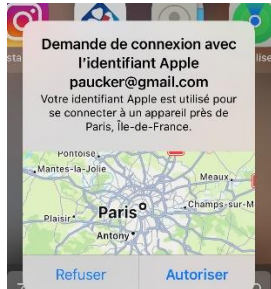 Demande de connexion avec
l'identifiant Apple
paucker@gmail.com
Votre identifiant Apple est utilisé pour
se connecter à un appareil près de
Paris, Île-de-France.
Pontoise
Mantes-la-Jolie
Meaux
Plaisir
Paris
Champs-sur-M
Antony
Refuser
Autoriser